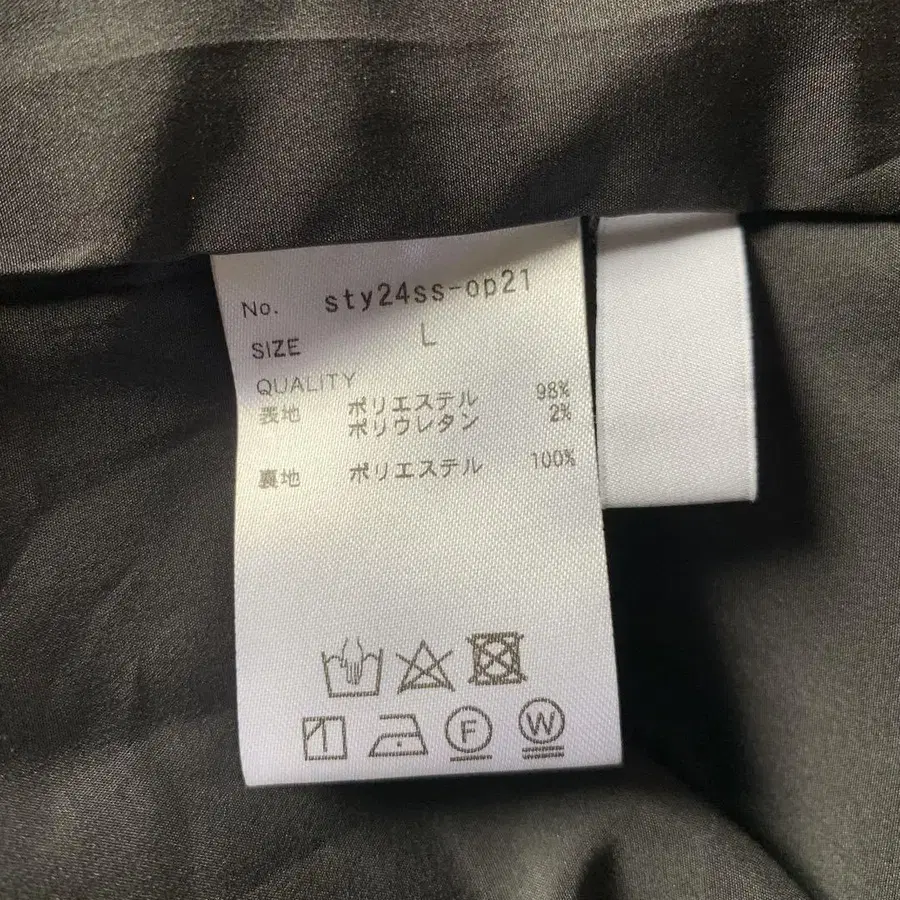 No. sty24ss-op21
SIZE L
QUALITY
表地 ポリエステル 98%
ポリウレタン 2%
裏地 ポリエステル 100%
F W